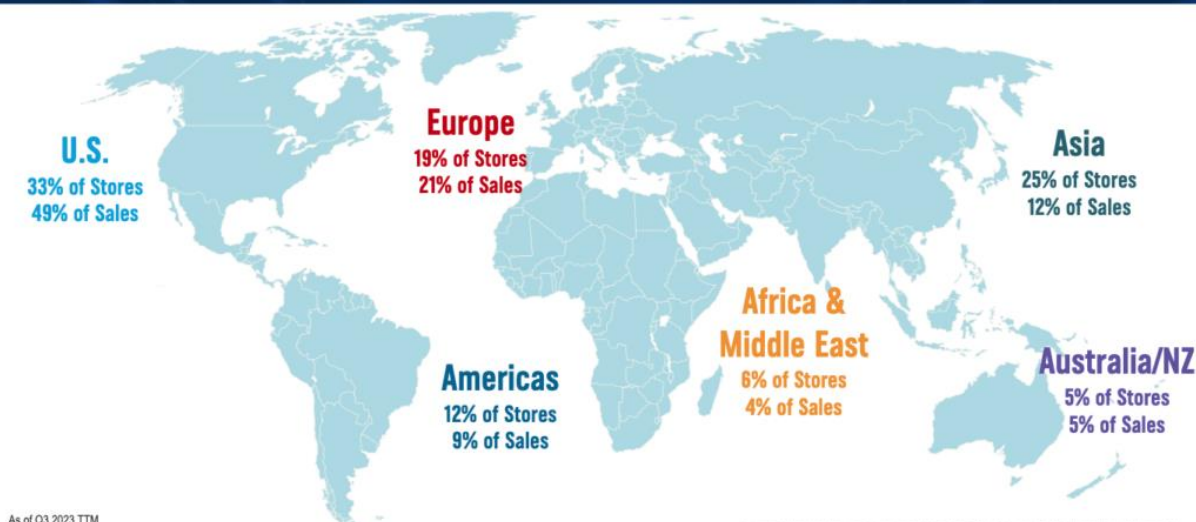 U.S.
33% of Stores
49% of Sales
Europe
19% of Stores
21% of Sales
Asia
25% of Stores
12% of Sales
Africa &
Middle East
6% of Stores
4% of Sales
Americas
12% of Stores
9% of Sales
Australia/NZ
5% of Stores
5% of Sales
As of Q3 2023 TTM